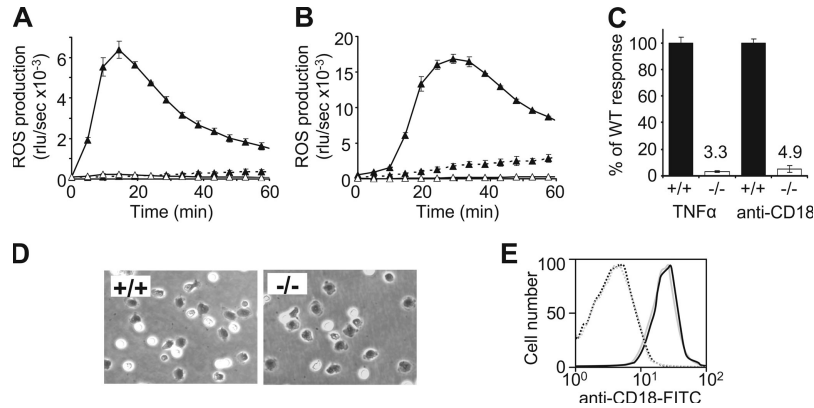 A
ROS production
(rlu/sec x10-3)
6
4
2
0
0 20 40 60
Time (min)
B
ROS production
(rlu/sec x10-3)
20
15
10
5
0
0 20 40 60
Time (min)
C
% of WT response
100
80
60
40
20
0
3.3
4.9
+/+ -/- +/+ -/-
TNFα anti-CD18
D
+/+
-/-
E
Cell number
100
50
0
10⁰ 10¹ 10²
anti-CD18-FITC